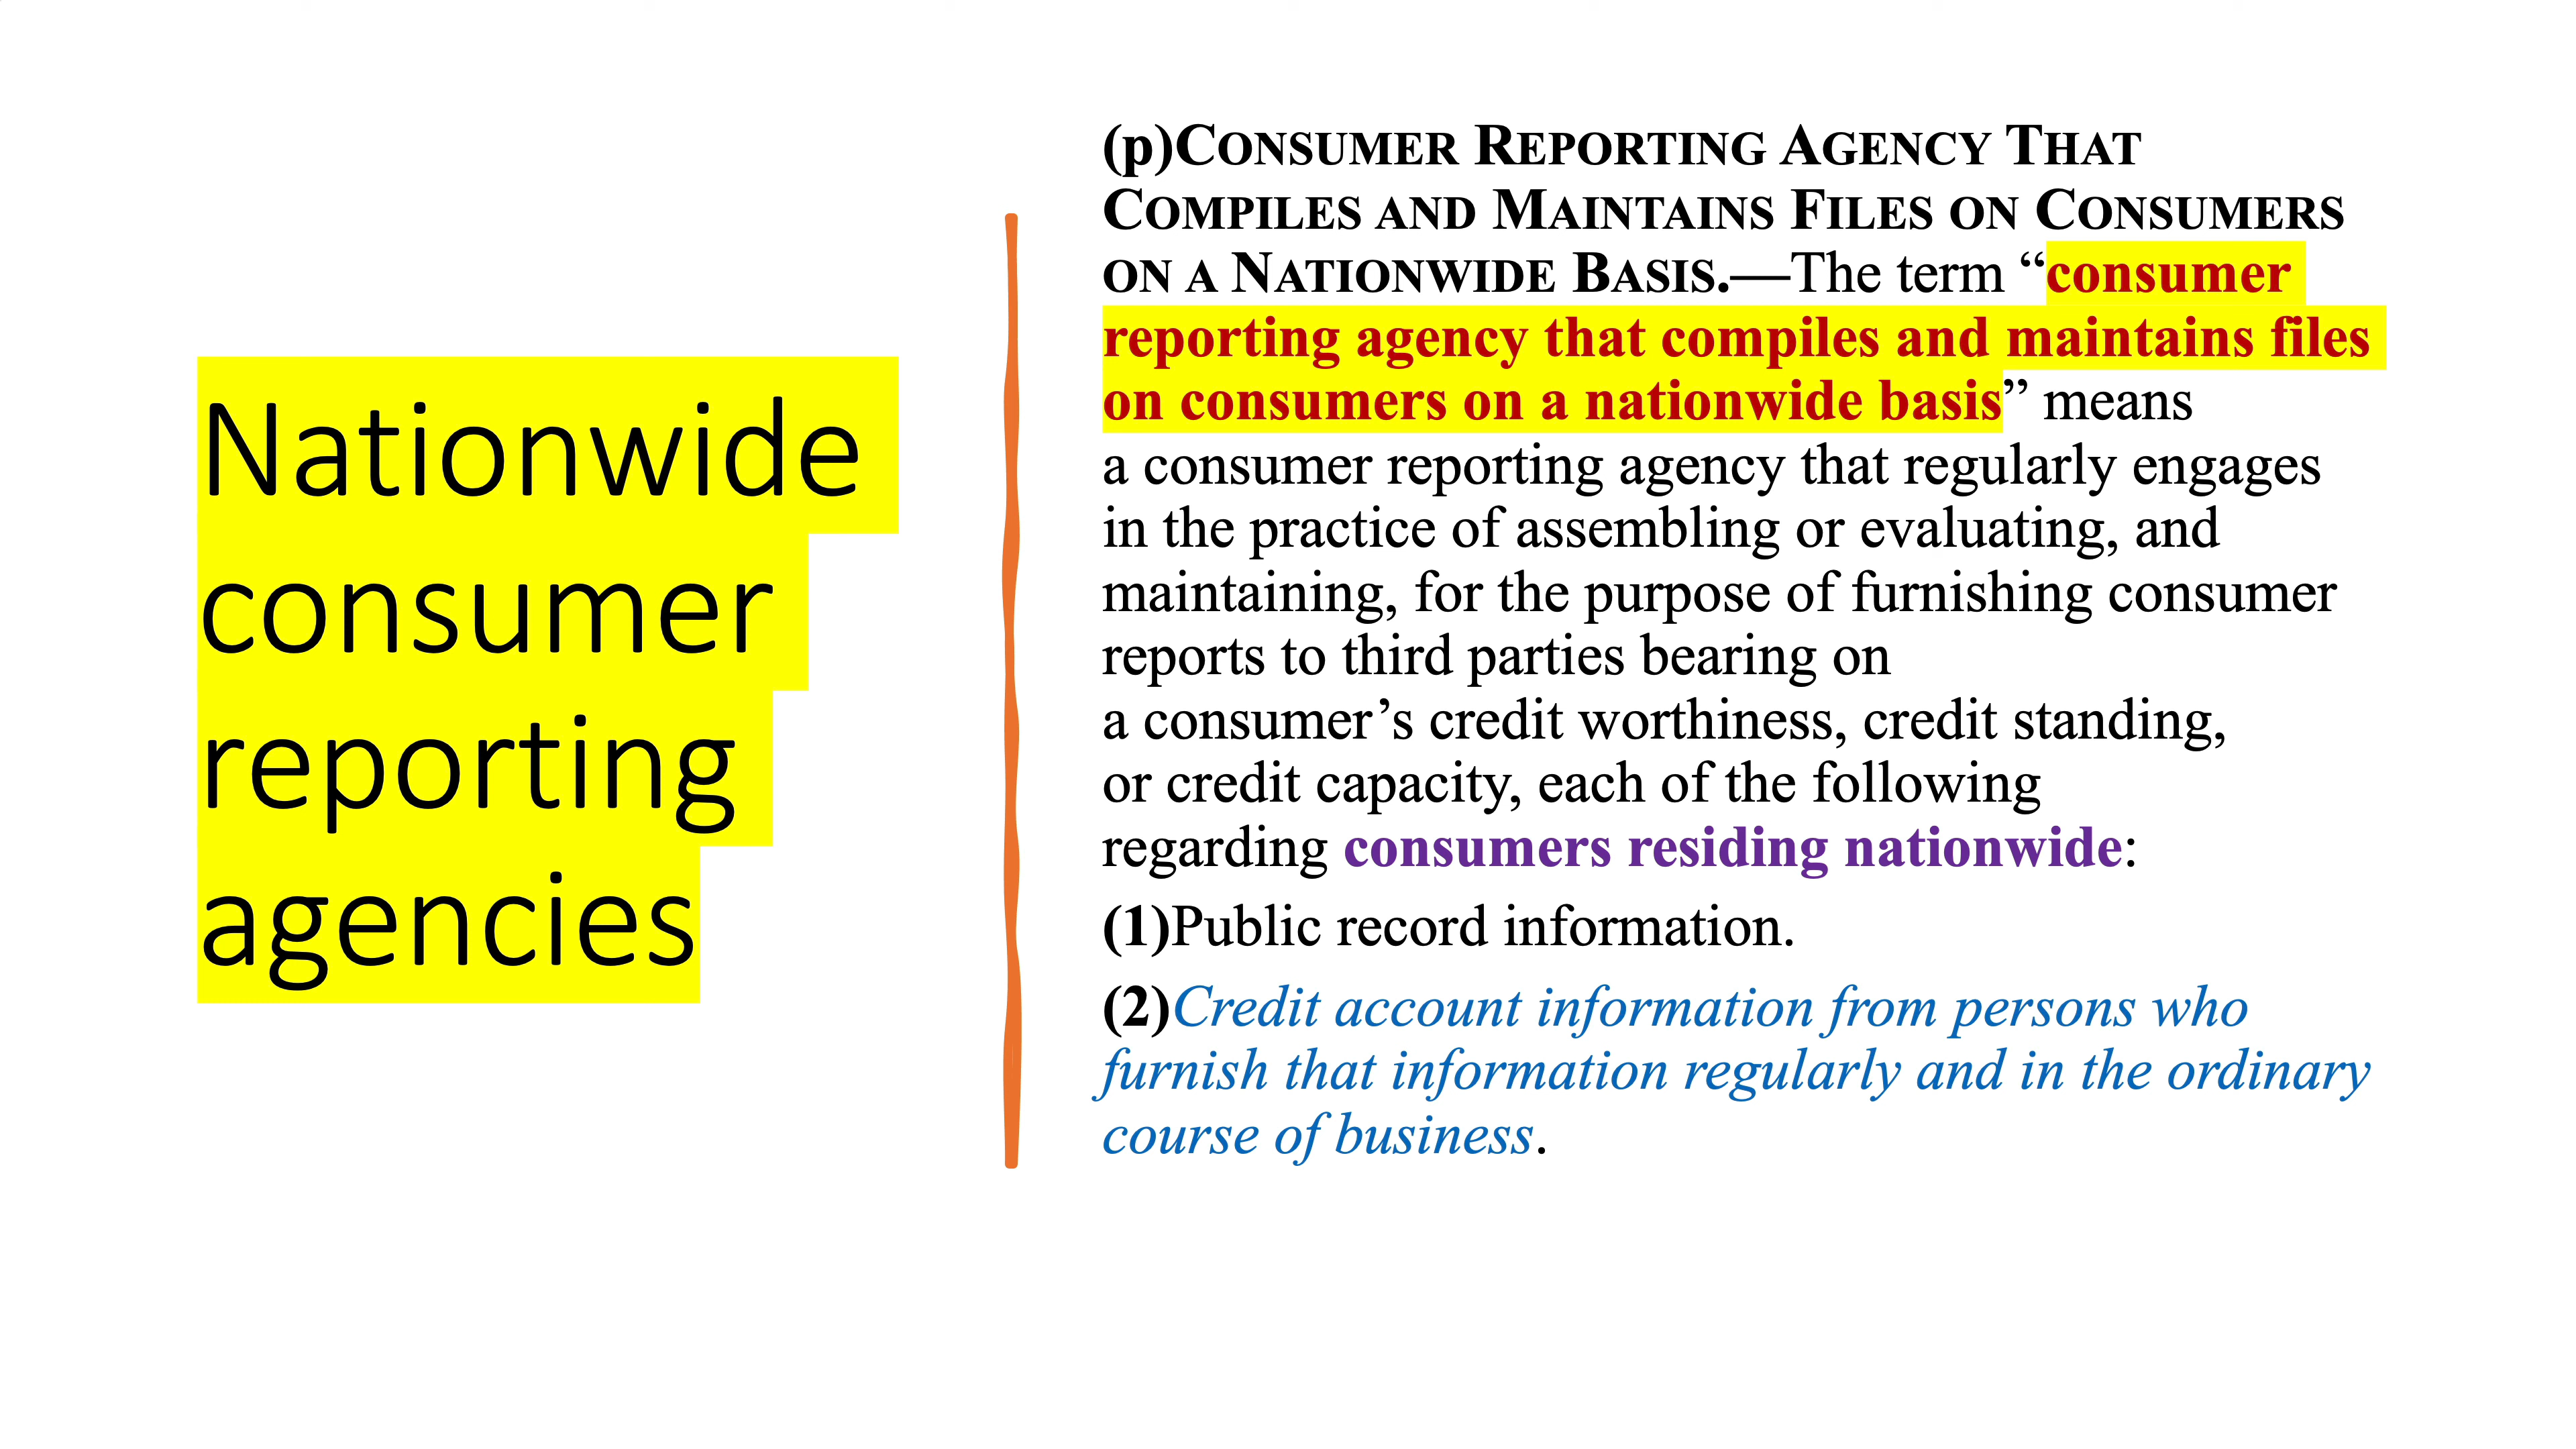 Nationwide
consumer
reporting
agencies
(p)CONSUMER REPORTING AGENCY THAT
COMPILES AND MAINTAINS FILES ON CONSUMERS
ON A NATIONWIDE BASIS.—The term “consumer
reporting agency that compiles and maintains files
on consumers on a nationwide basis” means
a consumer reporting agency that regularly engages
in the practice of assembling or evaluating, and
maintaining, for the purpose of furnishing consumer
reports to third parties bearing on
a consumer’s credit worthiness, credit standing,
or credit capacity, each of the following
regarding consumers residing nationwide:
(1)Public record information.
(2)Credit account information from persons who
furnish that information regularly and in the ordinary
course of business.